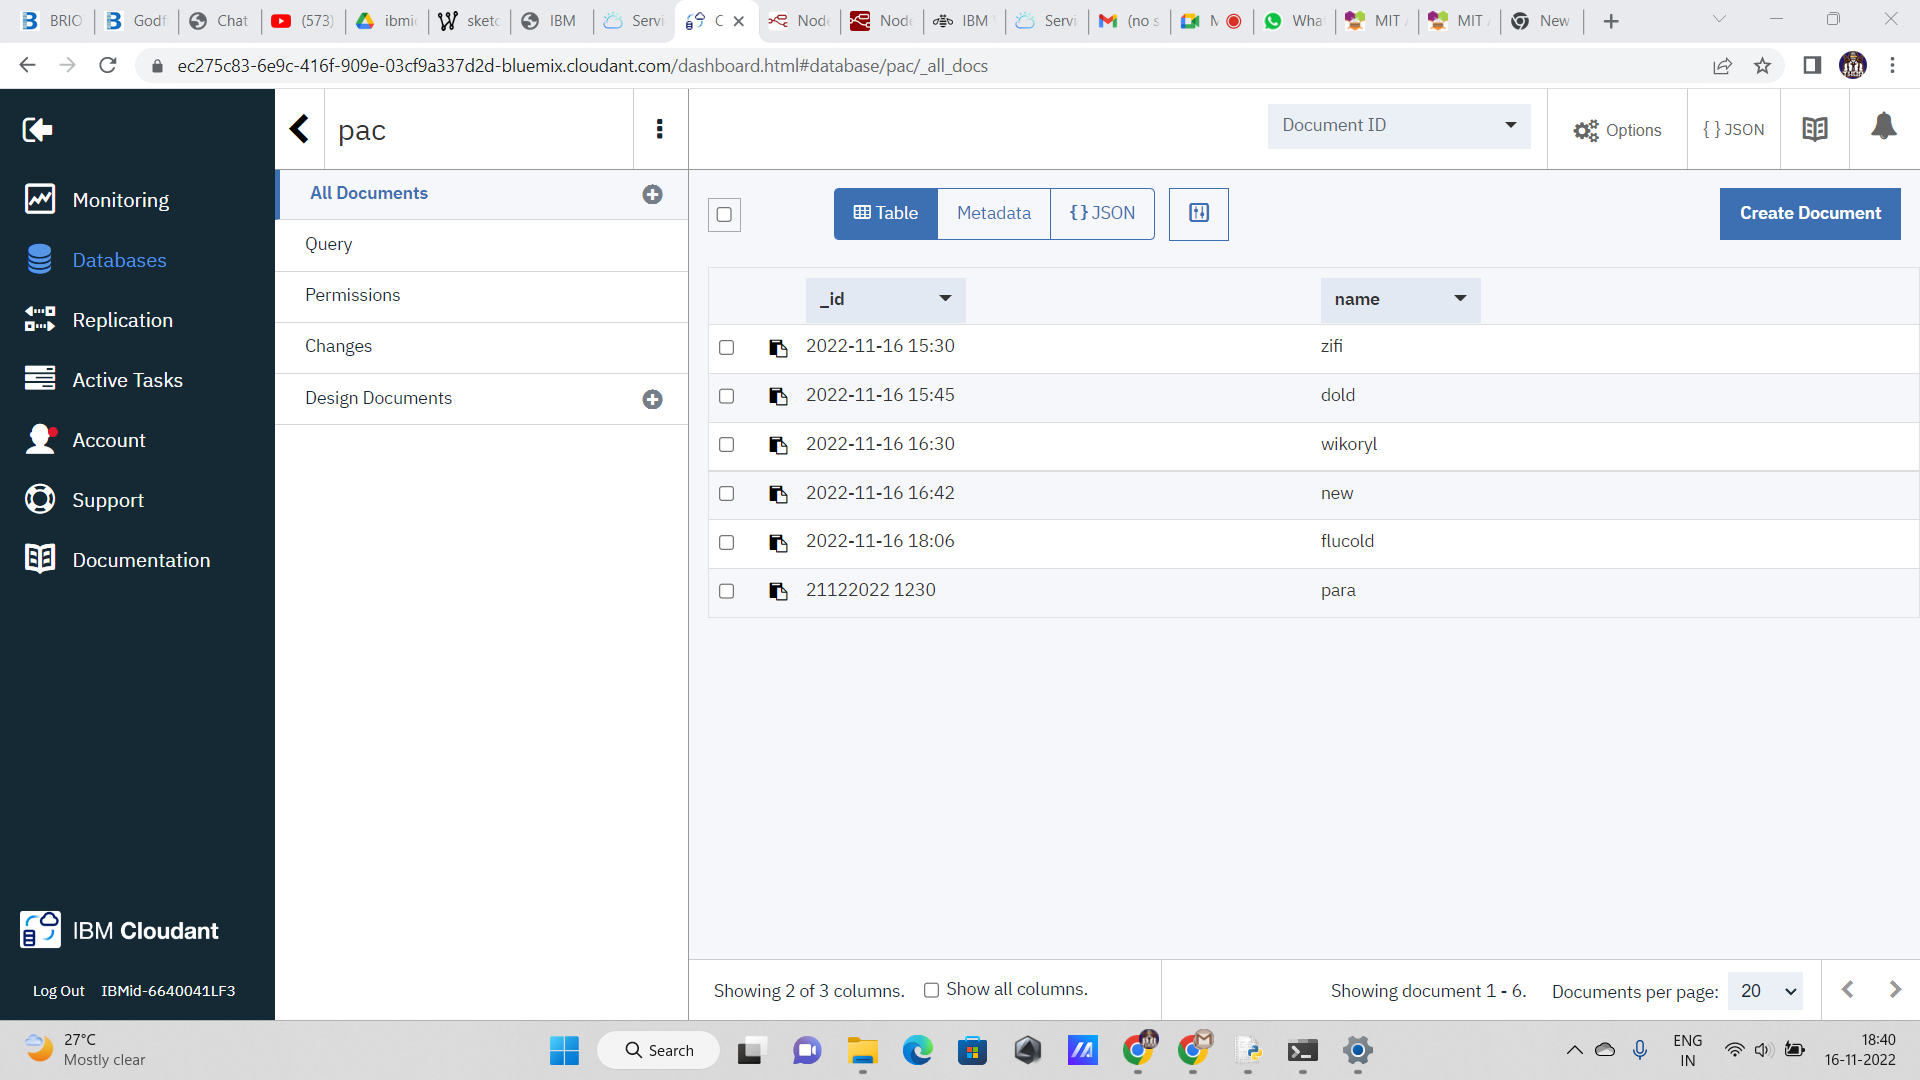 BRIO
Godf
Chat
(573)
ibmi
sketc
IBM
Servi
C
Node
Node
IBM
Servi
(no s
M
Wha
MIT
MIT
New
ec275c83-6e9c-416f-909e-03cf9a337d2d-bluemix.cloudant.com/dashboard.html#database/pac/_all_docs
pac
Document ID
Options
{ } JSON
Monitoring
Databases
Replication
Active Tasks
Account
Support
Documentation
IBM Cloudant
Log Out IBMid-6640041LF3
All Documents
Query
Permissions
Changes
Design Documents
Table
Metadata
{ } JSON
Create Document
_id name
2022-11-16 15:30 zifi
2022-11-16 15:45 dold
2022-11-16 16:30 wikoryl
2022-11-16 16:42 new
2022-11-16 18:06 flucold
21122022 1230 para
Showing 2 of 3 columns. Show all columns.
Showing document 1 - 6. Documents per page: 20
27°C
Mostly clear
Search
ENG
IN
18:40
16-11-2022